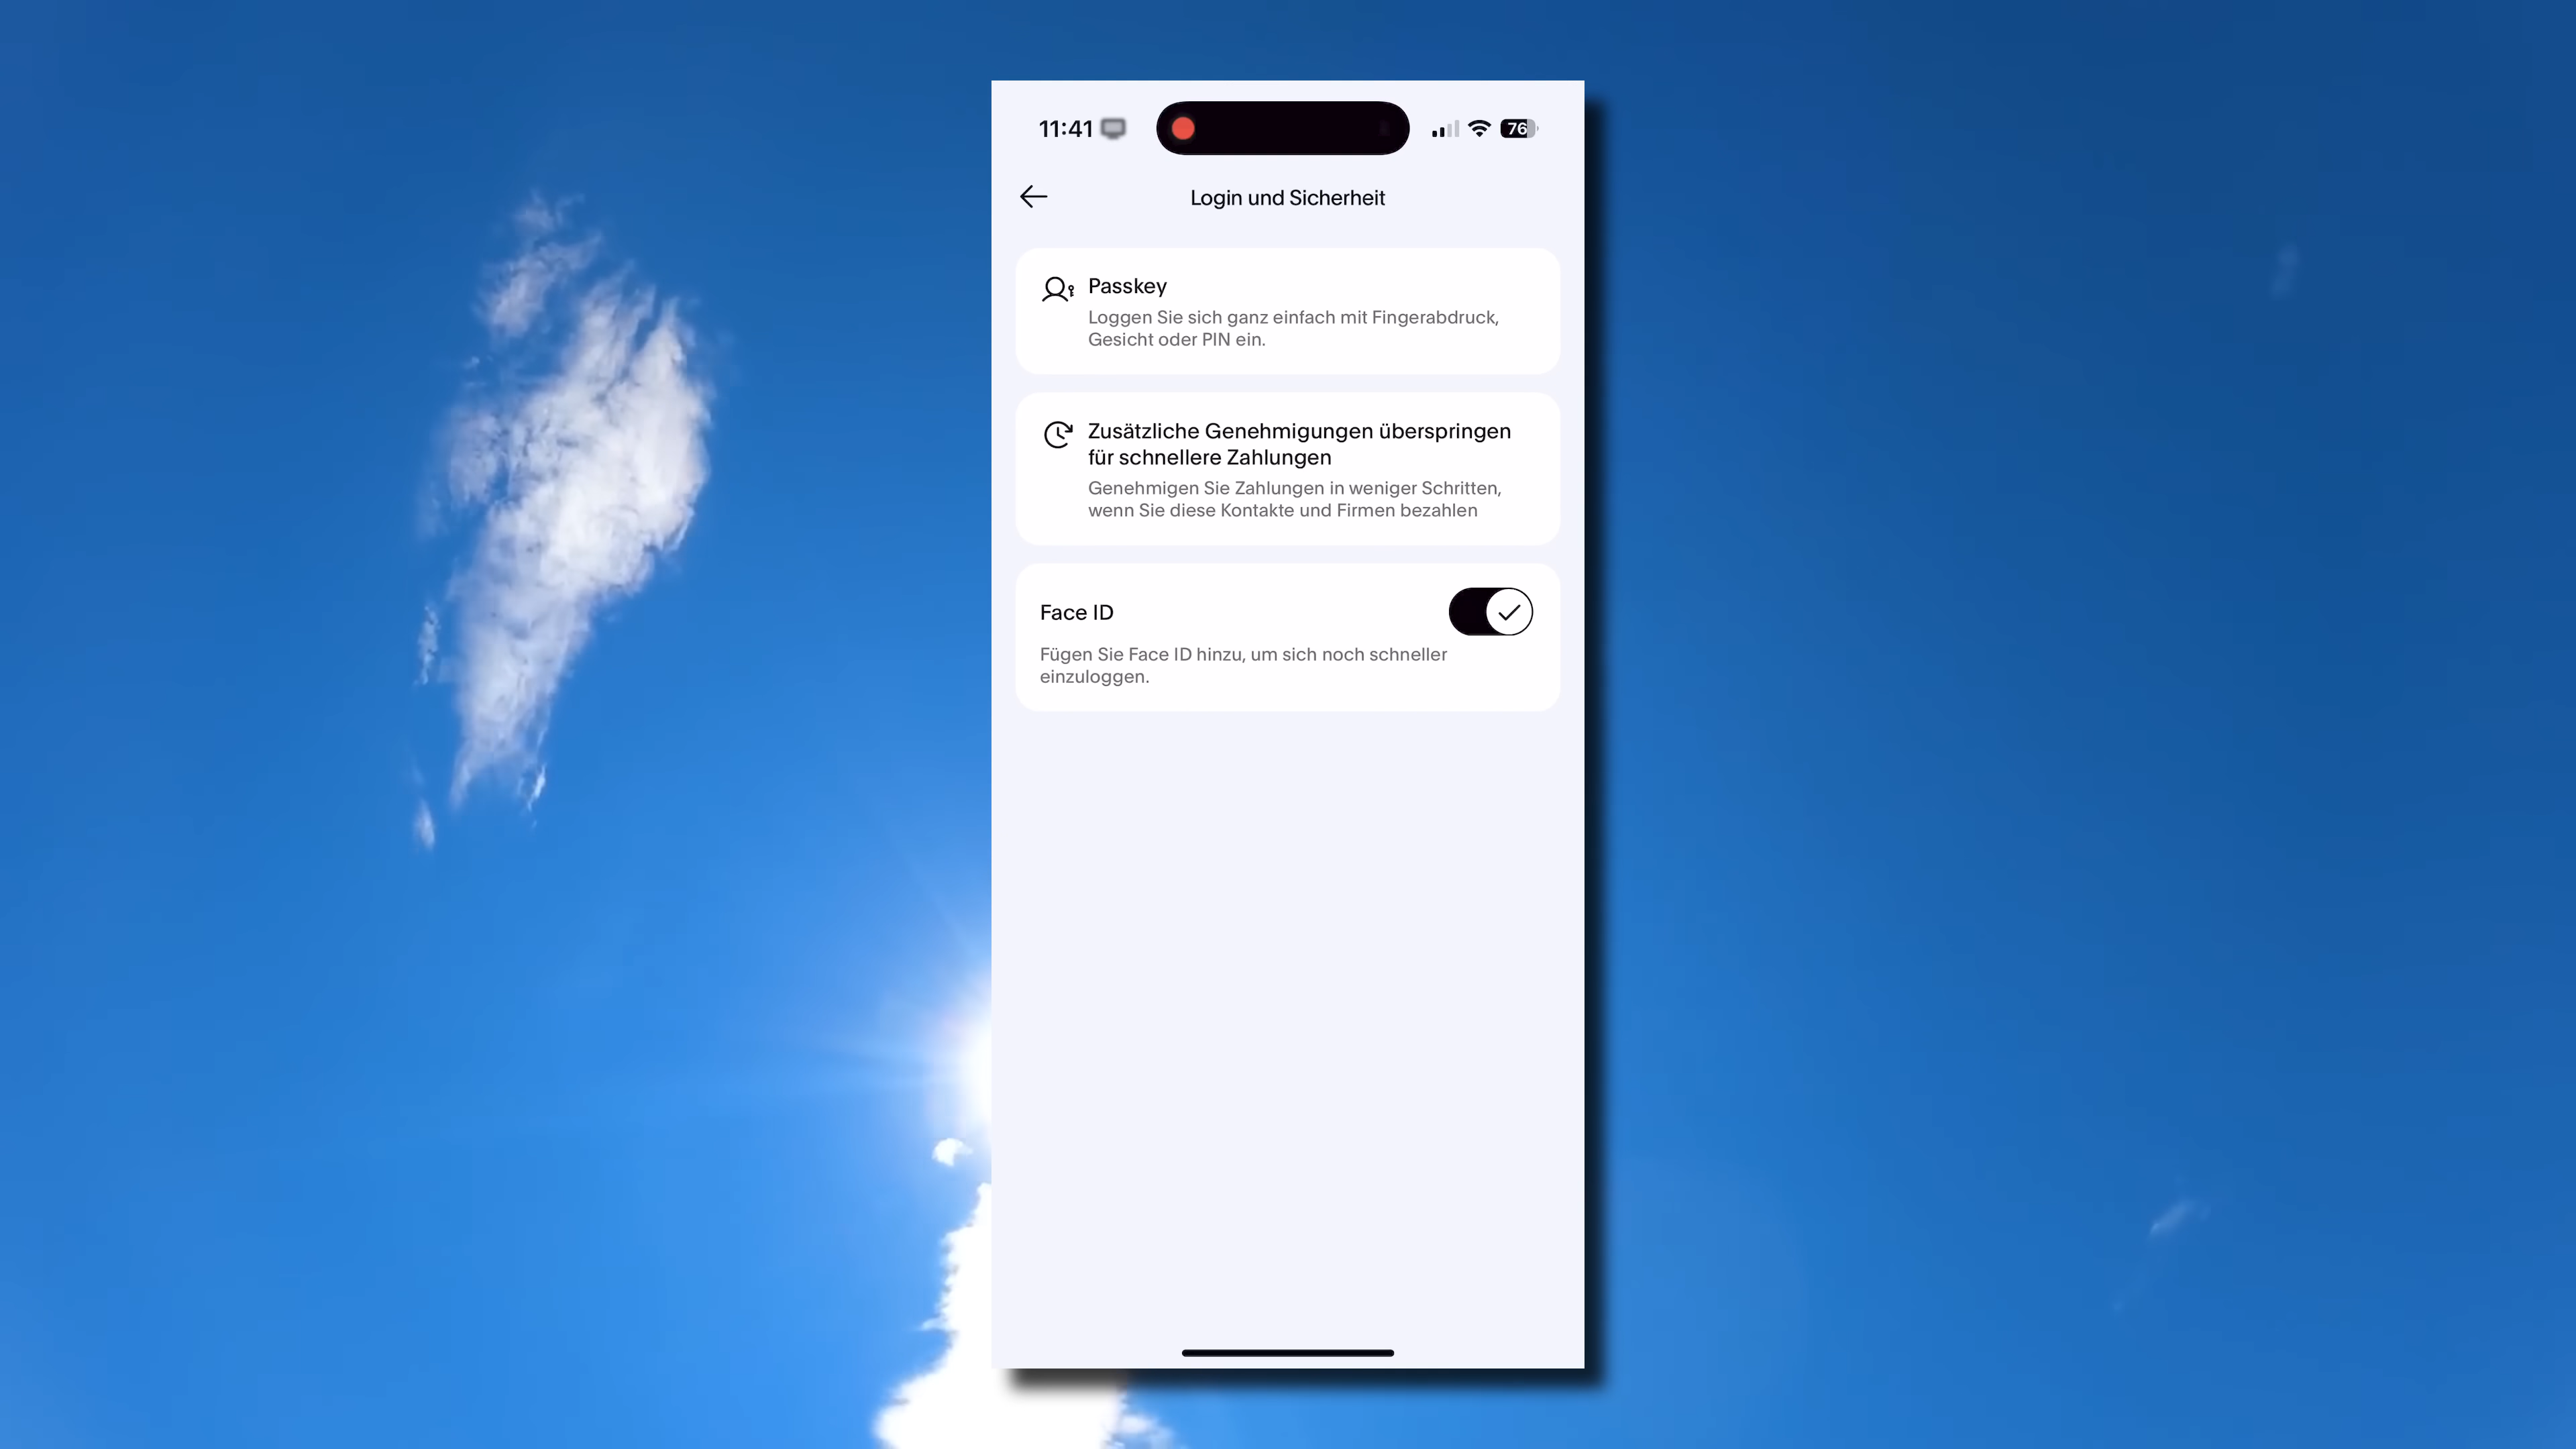 11:41
76
Login und Sicherheit
Passkey
Loggen Sie sich ganz einfach mit Fingerabdruck,
Gesicht oder PIN ein.
Zusätzliche Genehmigungen überspringen
für schnellere Zahlungen
Genehmigen Sie Zahlungen in weniger Schritten,
wenn Sie diese Kontakte und Firmen bezahlen
Face ID
Fügen Sie Face ID hinzu, um sich noch schneller
einzuloggen.